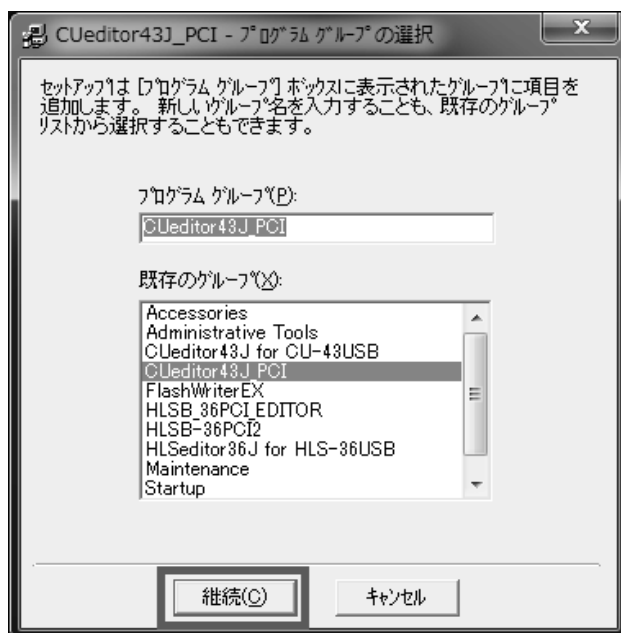 CUeditor43J_PCI - ﾌﾟﾛｸﾞﾗﾑ ｸﾞﾙｰﾌﾟの選択
ｾｯﾄｱｯﾌﾟは [ﾌﾟﾛｸﾞﾗﾑ ｸﾞﾙｰﾌﾟ] ﾎﾞｯｸｽに表示されたｸﾞﾙｰﾌﾟに項目を
追加します。 新しいｸﾞﾙｰﾌﾟ名を入力することも、既存のｸﾞﾙｰﾌﾟ
ﾘｽﾄから選択することもできます。
ﾌﾟﾛｸﾞﾗﾑ ｸﾞﾙｰﾌﾟ(P):
CUeditor43J_PCI
既存のｸﾞﾙｰﾌﾟ(X):
Accessories
Administrative Tools
CUeditor43J for CU-43USB
CUeditor43J_PCI
FlashWriterEX
HLSB_36PCI_EDITOR
HLSB-36PCI2
HLSeditor36J for HLS-36USB
Maintenance
Startup
継続(C)
ｷｬﾝｾﾙ